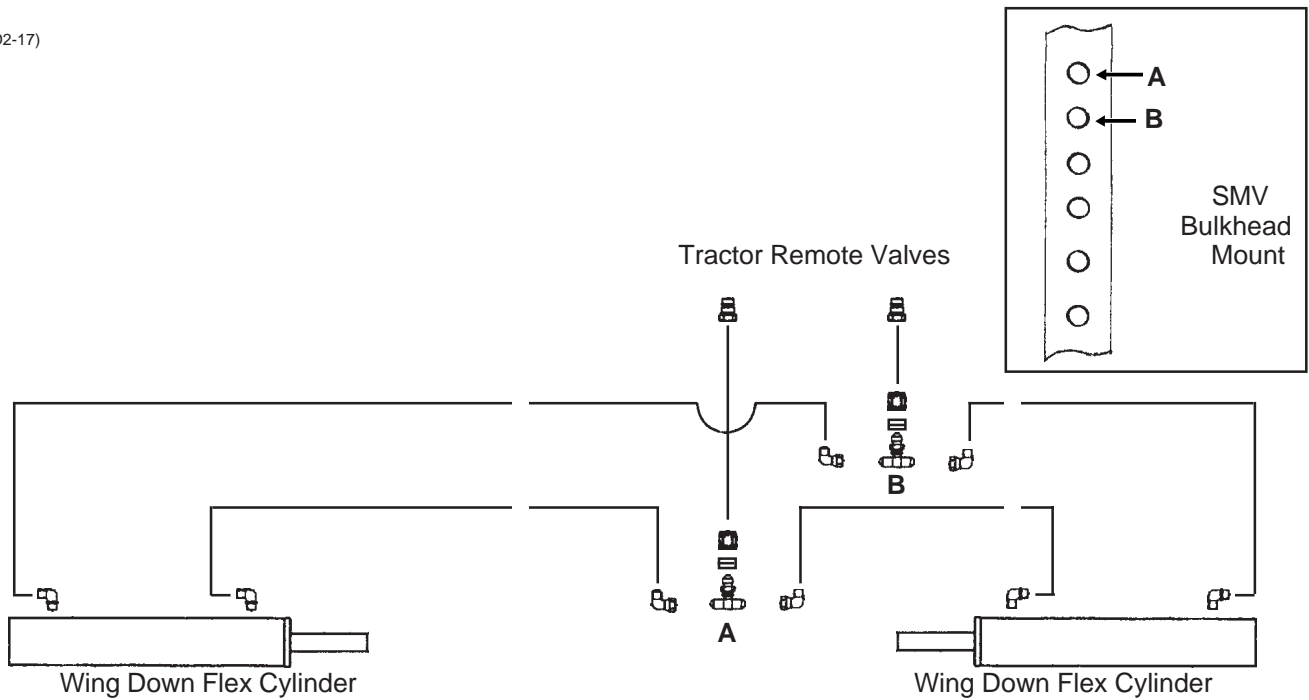 02-17)
A
B
SMV
Bulkhead
Mount
Tractor Remote Valves
B
A
Wing Down Flex Cylinder
Wing Down Flex Cylinder